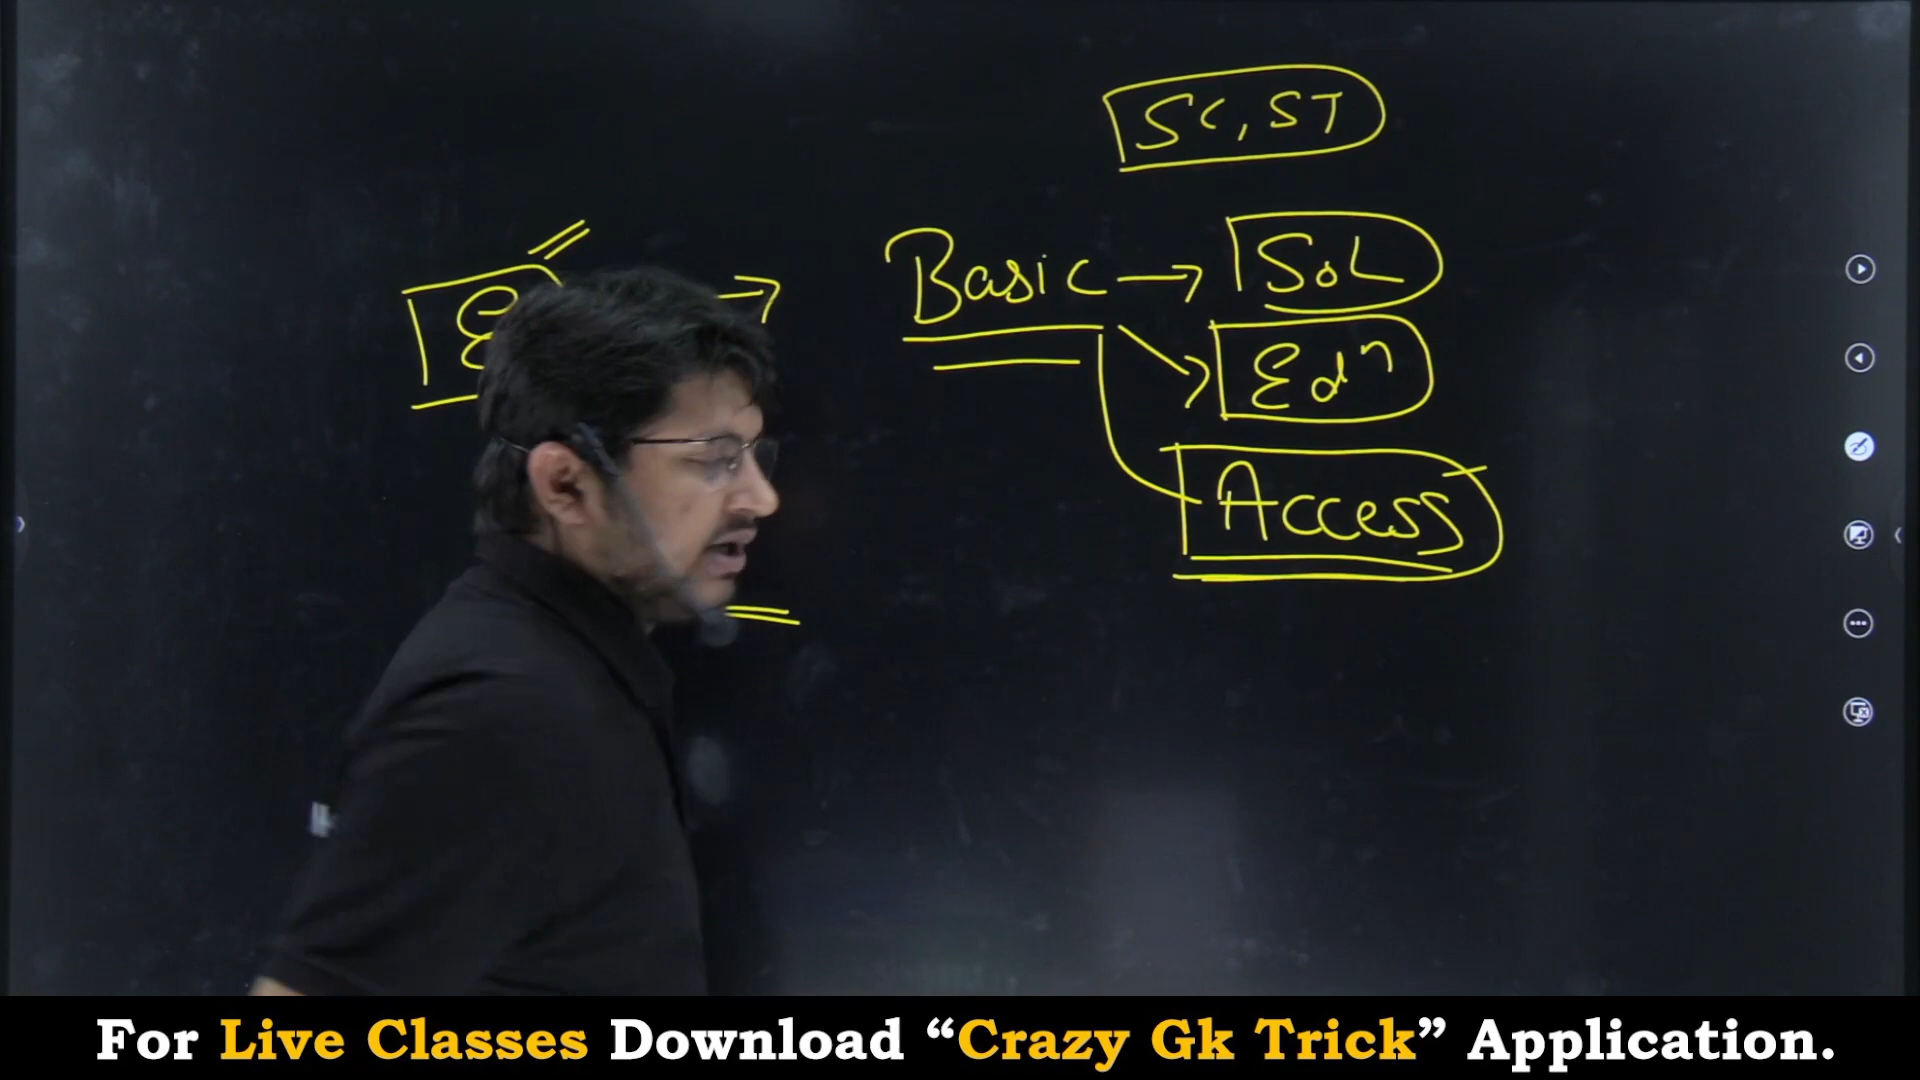 SC, ST
Basic → SOL
Edⁿ
Access
For Live Classes Download “Crazy Gk Trick” Application.